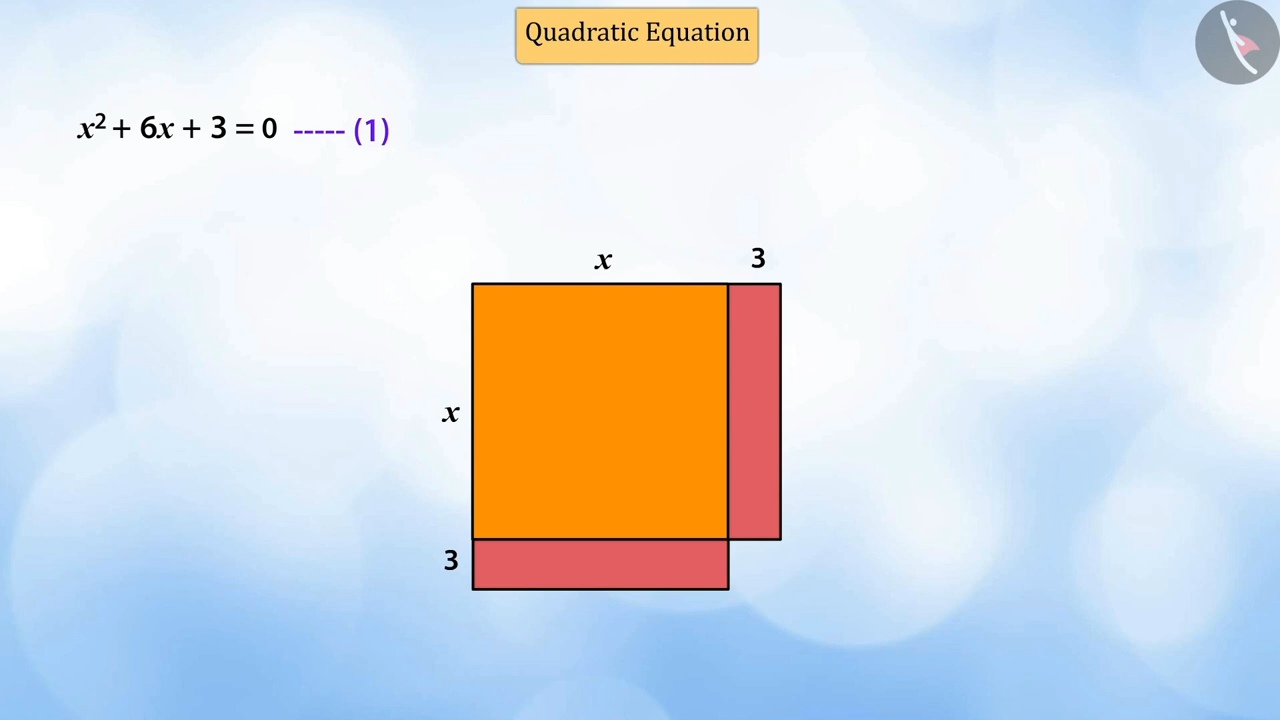 Quadratic Equation
x² + 6x + 3 = 0 ----- (1)
x 3
x
3